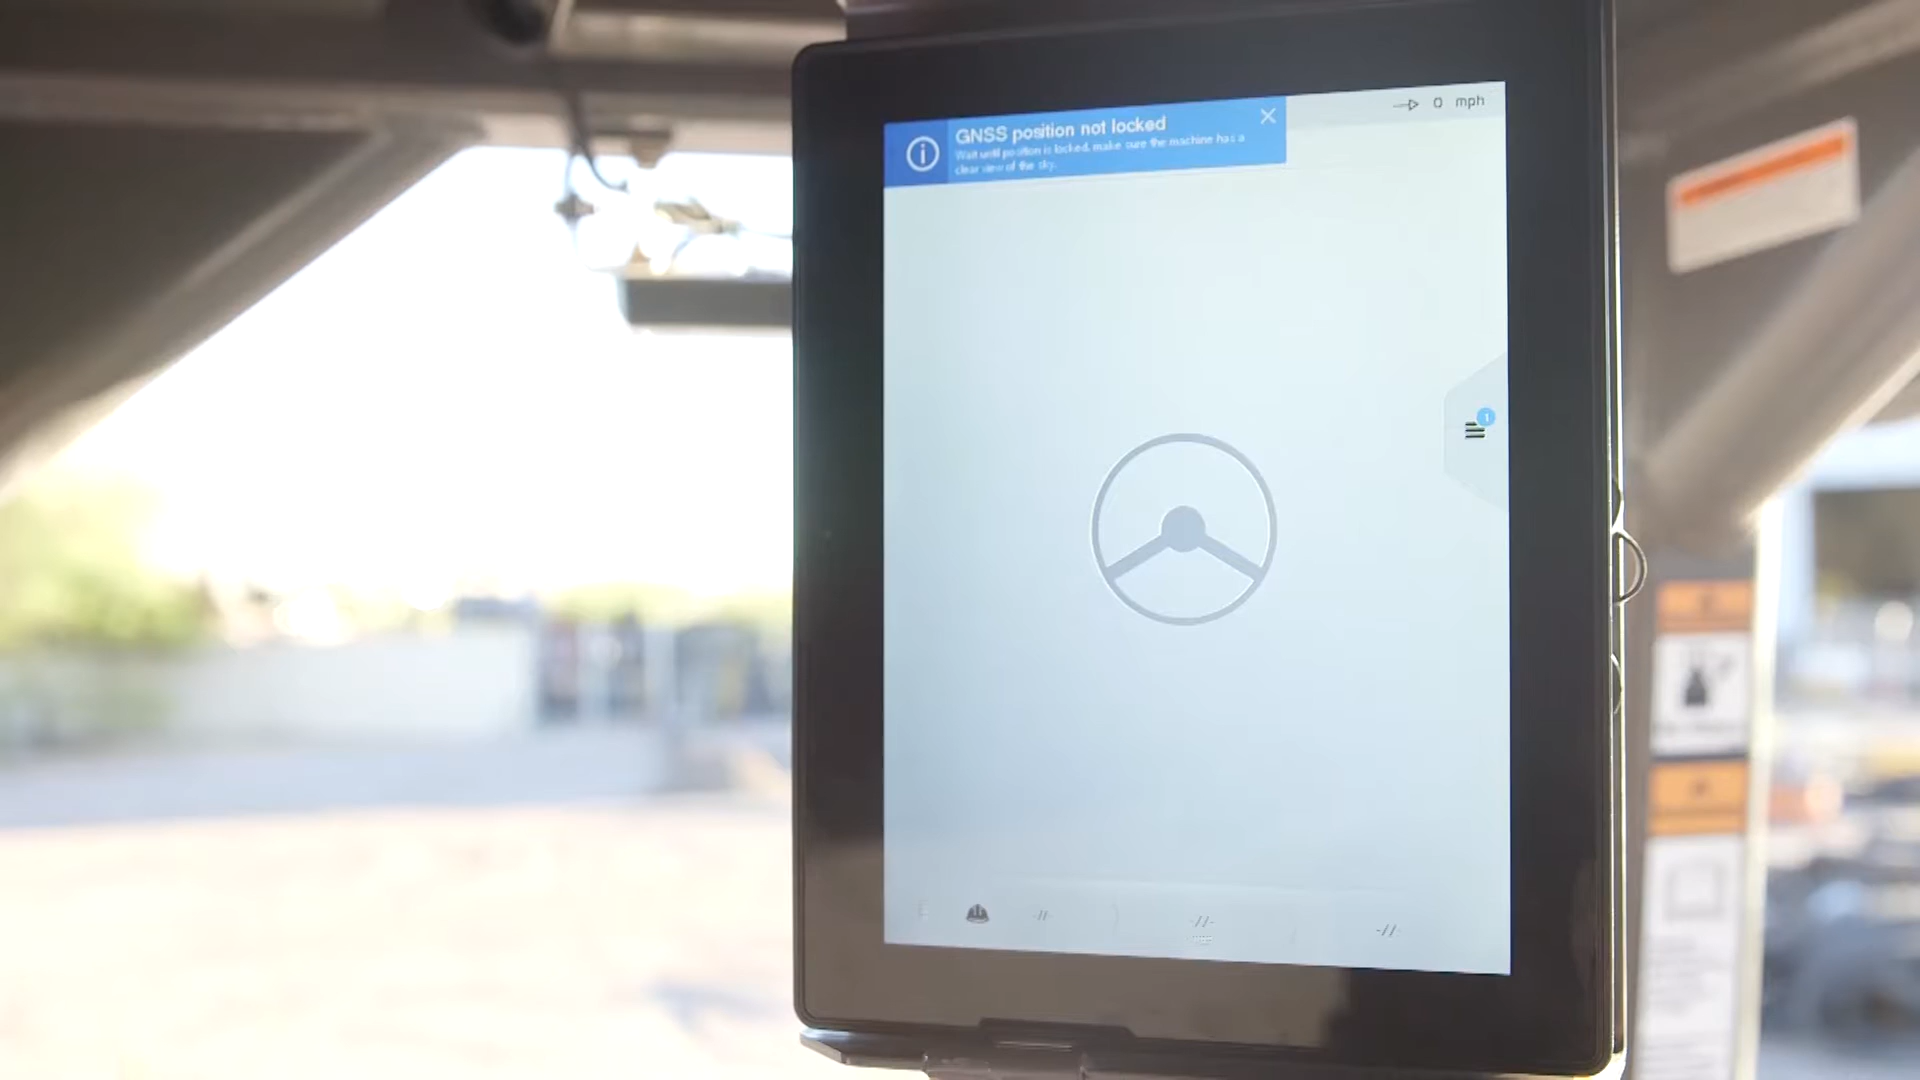 GNSS position not locked
Wait until position is locked, make sure the machine has a
clear view of the sky.
0 mph
1
-//-
-//-
-//-